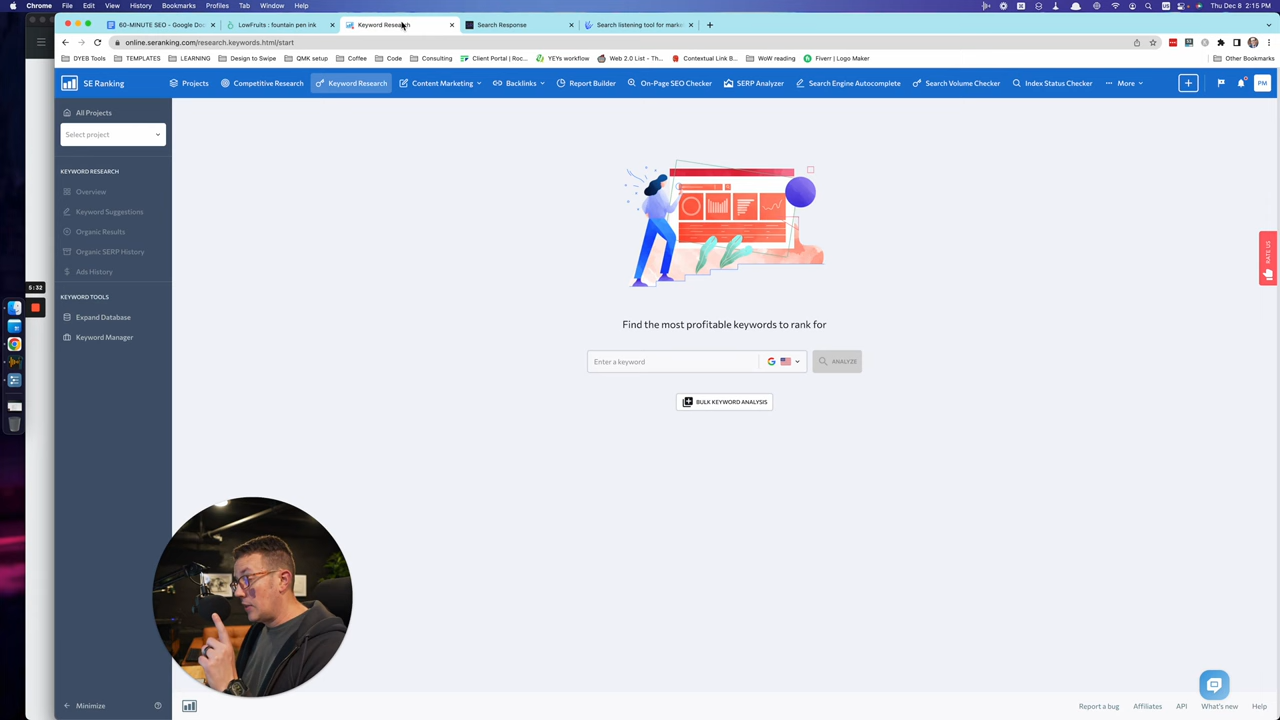 Chrome File Edit View History Bookmarks Profiles Tab Window Help
Thu Dec 8 2:15 PM
60-MINUTE SEO - Google Doc
LowFruits : fountain pen ink
Keyword Research
Search Response
Search listening tool for marke
online.seranking.com/research.keywords.html/start
DYEB Tools
TEMPLATES
LEARNING
Design to Swipe
QMK setup
Coffee
Code
Consulting
Client Portal | Roc...
YEYs workflow
Web 2.0 List - Th...
Contextual Link B...
WoW reading
Fiverr | Logo Maker
Other Bookmarks
SE Ranking
Projects
Competitive Research
Keyword Research
Content Marketing
Backlinks
Report Builder
On-Page SEO Checker
SERP Analyzer
Search Engine Autocomplete
Search Volume Checker
Index Status Checker
More
PM
All Projects
Select project
KEYWORD RESEARCH
Overview
Keyword Suggestions
Organic Results
Organic SERP History
Ads History
5:32
KEYWORD TOOLS
Expand Database
Keyword Manager
RATE US
Find the most profitable keywords to rank for
Enter a keyword
ANALYZE
BULK KEYWORD ANALYSIS
Minimize
Report a bug
Affiliates
API
What's new
Help